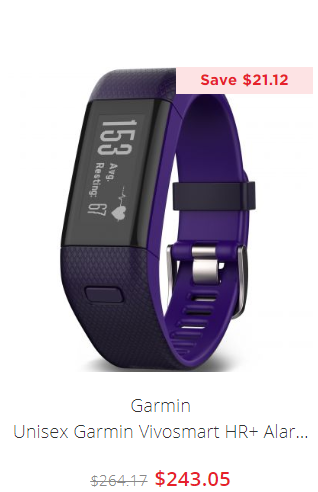 Save $21.12
153
Avg.
Resting: 67
Garmin
Unisex Garmin Vivosmart HR+ Alar...
$264.17 $243.05